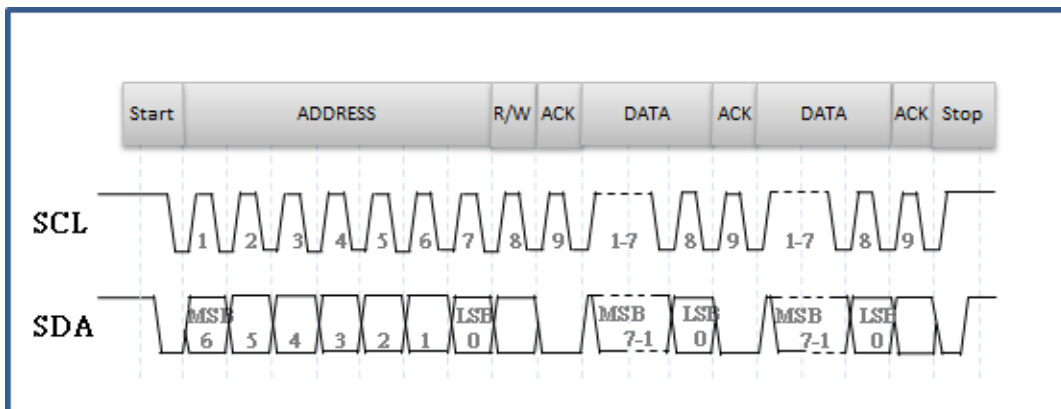 Start ADDRESS R/W ACK DATA ACK DATA ACK Stop
SCL 1 2 3 4 5 6 7 8 9 1-7 8 9 1-7 8 9
MSB LSB MSB LSB MSB LSB
SDA 6 5 4 3 2 1 0 7-1 0 7-1 0